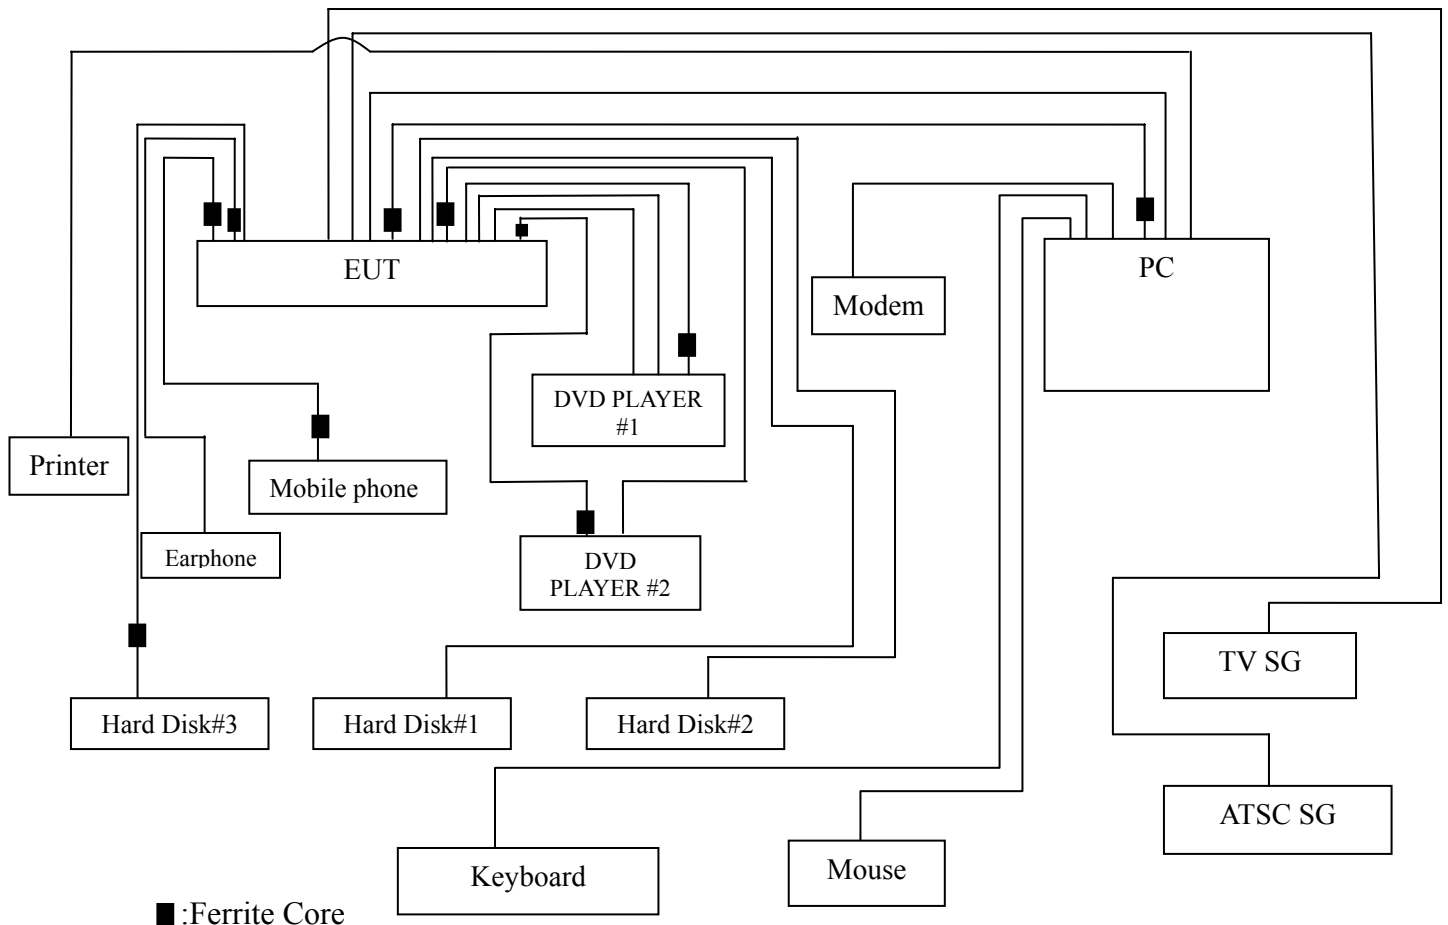 EUT
PC
Modem
DVD PLAYER
#1
Printer
Mobile phone
Earphone
DVD
PLAYER #2
TV SG
Hard Disk#3
Hard Disk#1
Hard Disk#2
ATSC SG
Keyboard
Mouse
:Ferrite Core